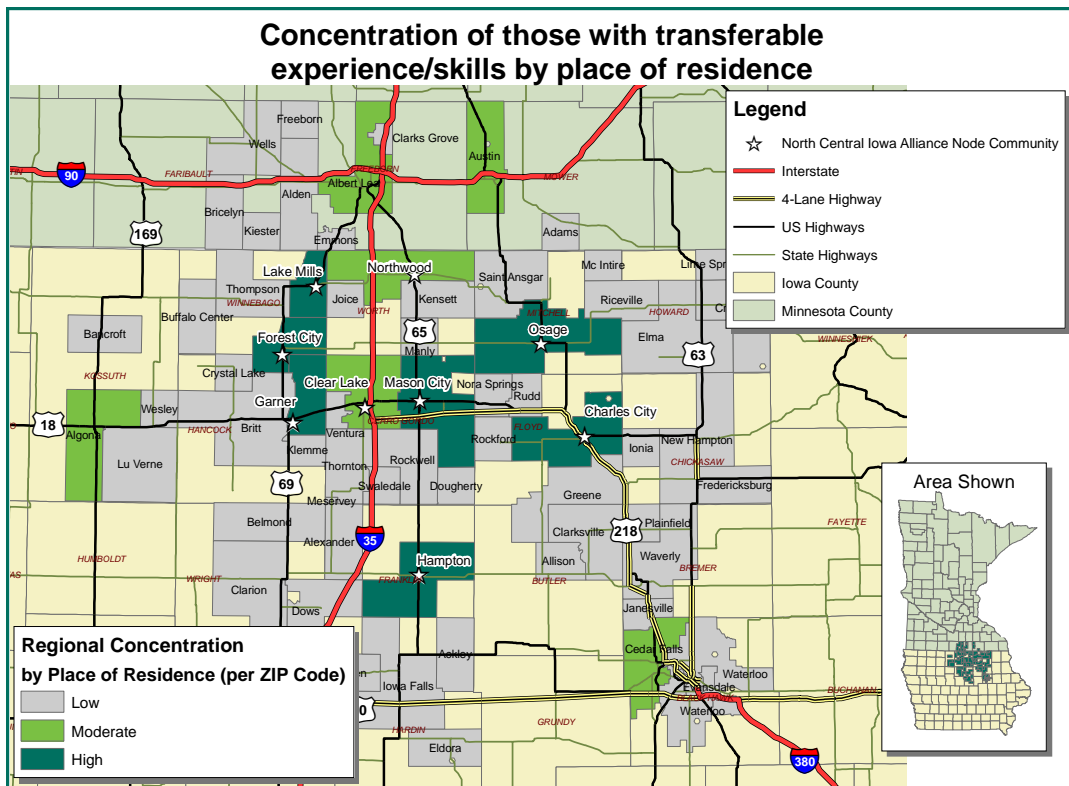 Concentration of those with transferable
experience/skills by place of residence
Legend
North Central Iowa Alliance Node Community
Interstate
4-Lane Highway
US Highways
State Highways
Iowa County
Minnesota County
Freeborn
Wells
Clarks Grove
Austin
90
FARIBAULT
FREEBORN
MOWER
Albert Lea
Alden
Bricelyn
Kiester
Emmons
Adams
169
Lake Mills
Northwood
Saint Ansgar
Mc Intire
Thompson
WINNEBAGO
Joice
WORTH
Kensett
Riceville
MITCHELL
HOWARD
Buffalo Center
Bancroft
Forest City
65
Osage
Elma
63
WINNESHIEK
Manly
KOSSUTH
Crystal Lake
Clear Lake
Mason City
Nora Springs
Rudd
Wesley
Garner
Charles City
18
Algona
HANCOCK
Britt
CERRO GORDO
FLOYD
Ventura
Rockford
New Hampton
Lu Verne
Klemme
Rockwell
Ionia
CHICKASAW
Thornton
69
Swaledale
Dougherty
Fredericksburg
Meservey
Greene
Belmond
Clarksville
218
Plainfield
FAYETTE
Alexander
35
HUMBOLDT
Hampton
Allison
Waverly
WRIGHT
FRANKLIN
BUTLER
BREMER
Clarion
Dows
Janesville
Cedar Falls
Ackley
Waterloo
Iowa Falls
Evansdale
BUCHANAN
Waterloo
HARDIN
GRUNDY
Eldora
380
Regional Concentration
by Place of Residence (per ZIP Code)
Low
Moderate
High
Area Shown